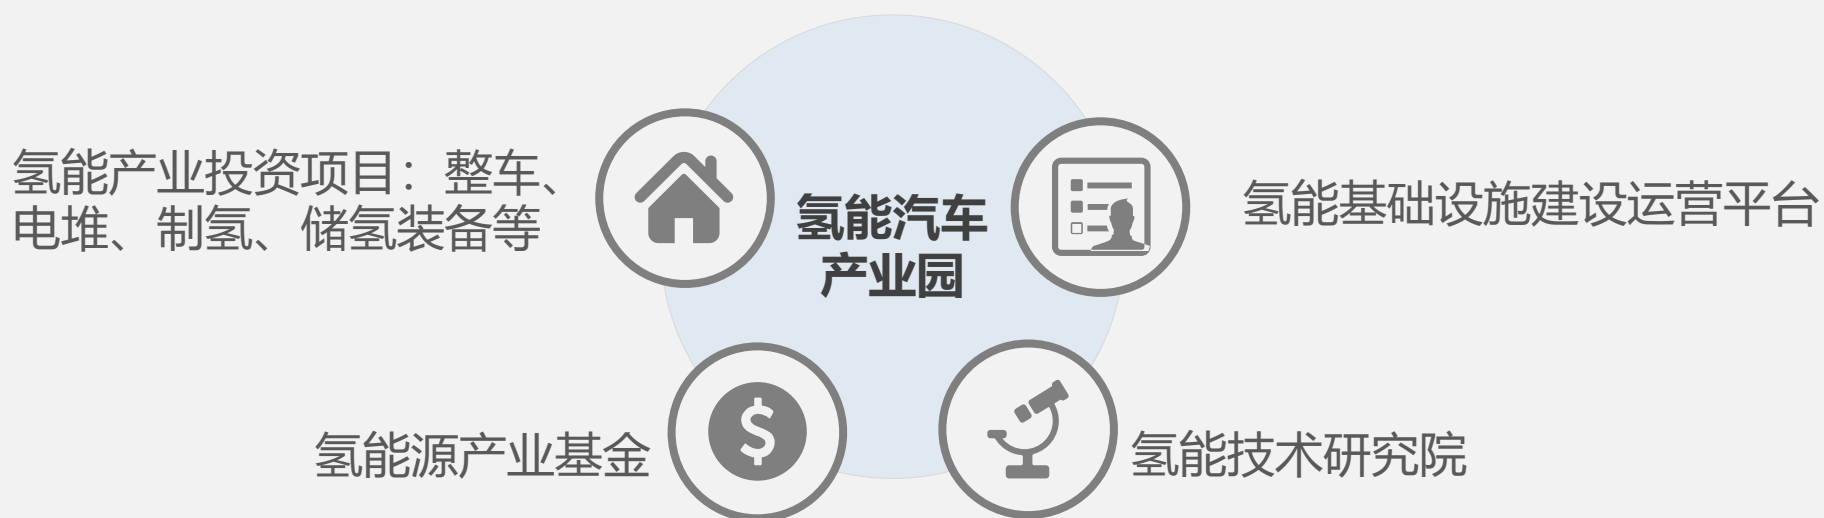 氢能产业投资项目：整车、
电堆、制氢、储氢装备等
氢能汽车
产业园
氢能基础设施建设运营平台
氢能源产业基金
氢能技术研究院